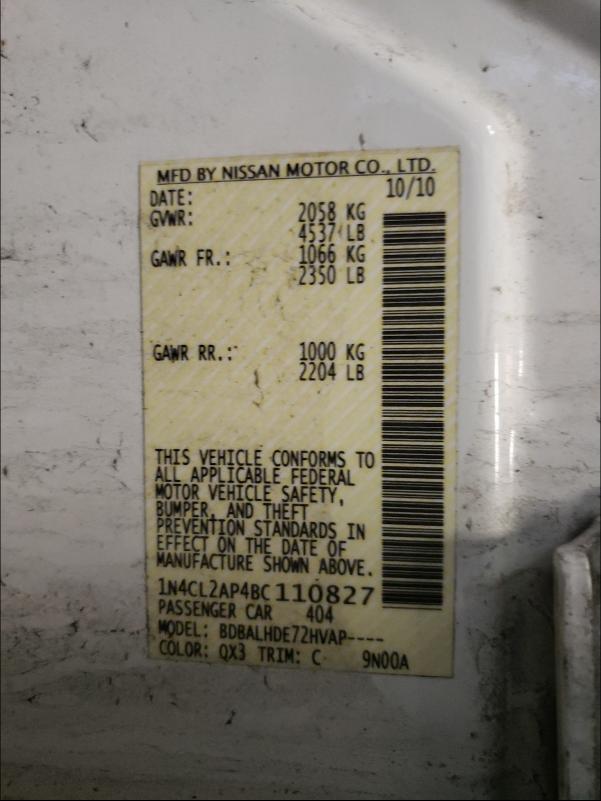 MFD BY NISSAN MOTOR CO., LTD.
DATE: 10/10
GVWR: 2058 KG
4537 LB
GAWR FR.: 1066 KG
2350 LB
GAWR RR.: 1000 KG
2204 LB
THIS VEHICLE CONFORMS TO
ALL APPLICABLE FEDERAL
MOTOR VEHICLE SAFETY,
BUMPER, AND THEFT
PREVENTION STANDARDS IN
EFFECT ON THE DATE OF
MANUFACTURE SHOWN ABOVE.
1N4CL2AP4BC110827
PASSENGER CAR 404
MODEL: BDBALHDE72HVAP----
COLOR: QX3 TRIM: C 9N00A